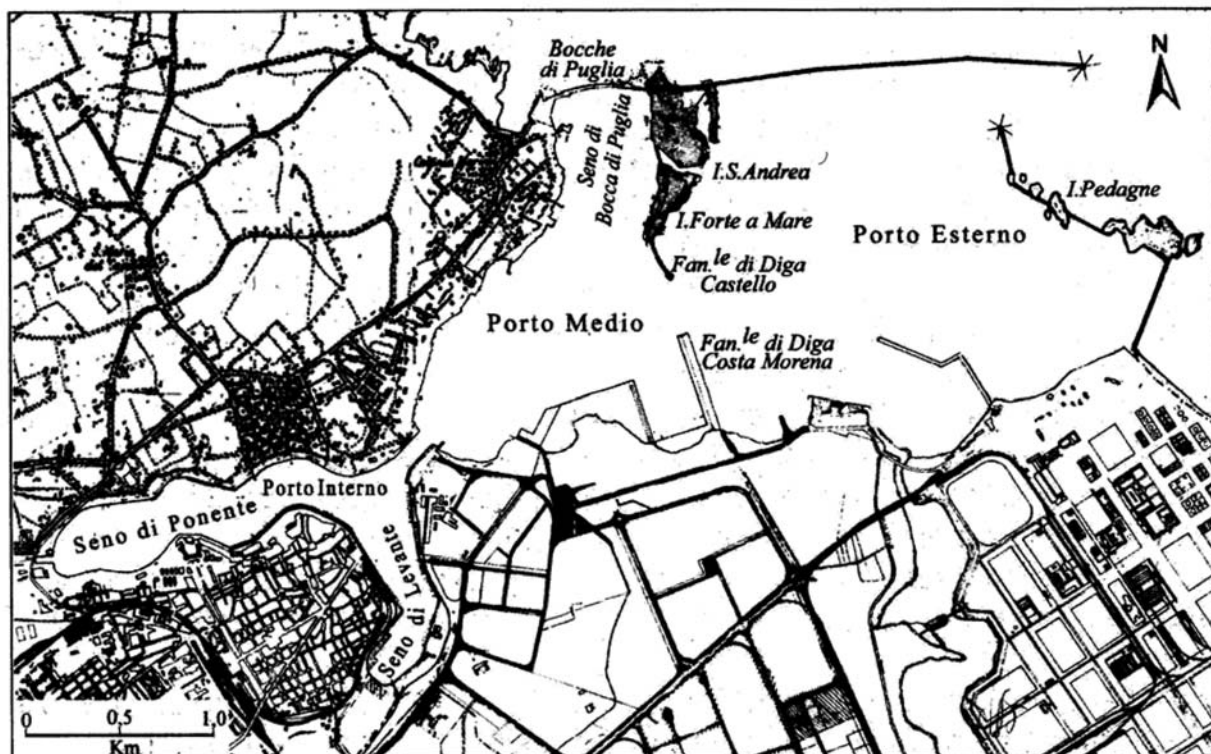 Bocche
di Puglia
N
Seno di
Bocca di Puglia
I.S.Andrea
I.Pedagne
I.Forte a Mare
Porto Esterno
Fan.le di Diga
Castello
Porto Medio
Fan.le di Diga
Costa Morena
Porto Interno
Seno di Ponente
Seno di Levante
0 0,5 1,0
Km